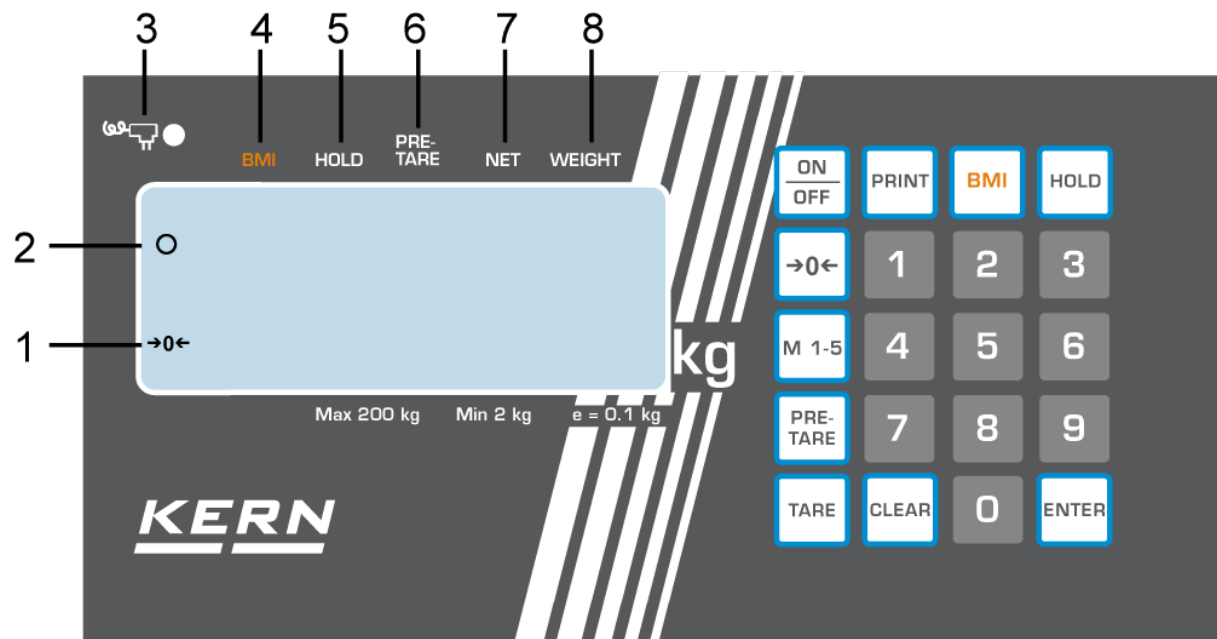 3 4 5 6 7 8
BMI HOLD PRE-TARE NET WEIGHT
2
1 →0←
kg
Max 200 kg Min 2 kg e = 0.1 kg
KERN
ON
OFF
PRINT BMI HOLD
→0← 1 2 3
M 1-5 4 5 6
PRE-
TARE
7 8 9
TARE CLEAR 0 ENTER